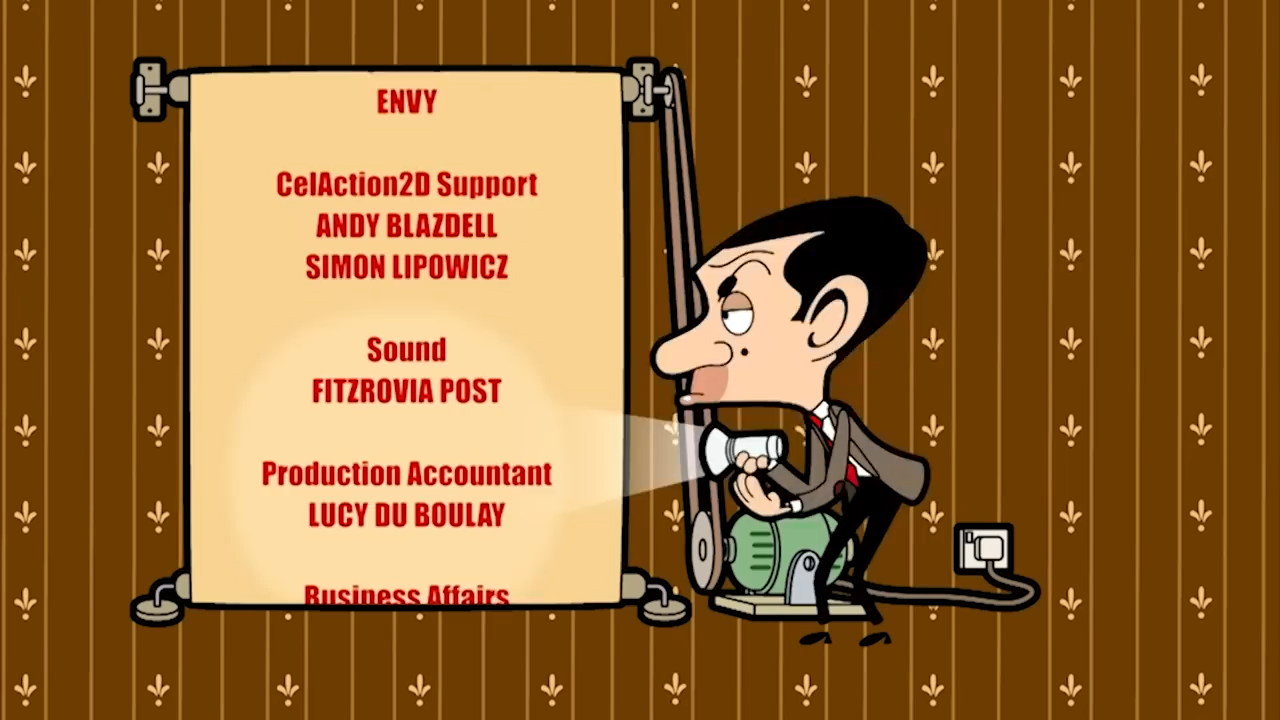 ENVY
CelAction2D Support
ANDY BLAZDELL
SIMON LIPOWICZ
Sound
FITZROVIA POST
Production Accountant
LUCY DU BOULAY
Business Affairs